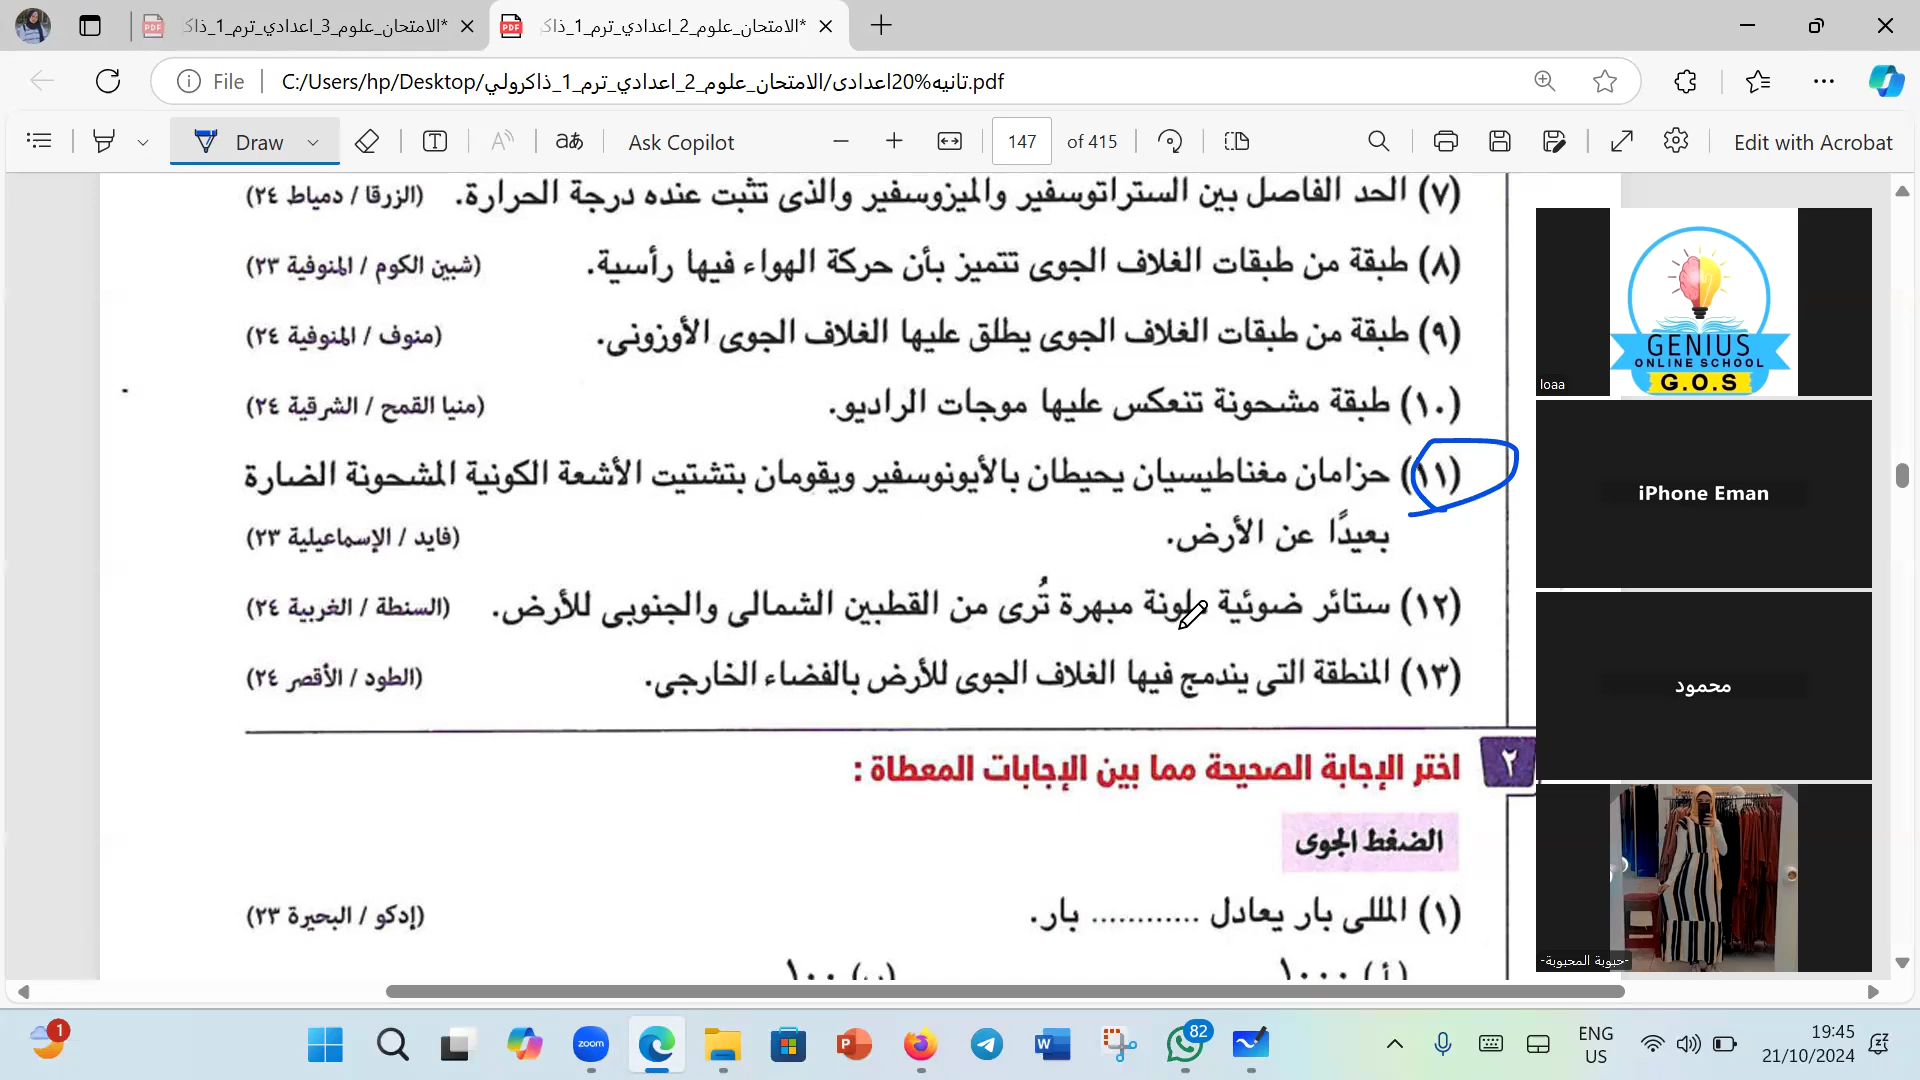 *الامتحان_علوم_3_اعدادي_ترم_1_ذاك
*الامتحان_علوم_2_اعدادي_ترم_1_ذاك
File
C:/Users/hp/Desktop/تانيه%20اعدادى/الامتحان_علوم_2_اعدادي_ترم_1_ذاكرولي.pdf
Draw
Ask Copilot
147 of 415
Edit with Acrobat
(٧) الحد الفاصل بين الستراتوسفير والميزوسفير والذى تثبت عنده درجة الحرارة. (الزرقا / دمياط ٢٤)
(٨) طبقة من طبقات الغلاف الجوى تتميز بأن حركة الهواء فيها رأسية. (شبين الكوم / المنوفية ٢٣)
(٩) طبقة من طبقات الغلاف الجوى يطلق عليها الغلاف الجوى الأوزونى. (منوف / المنوفية ٢٤)
(١٠) طبقة مشحونة تنعكس عليها موجات الراديو. (منيا القمح / الشرقية ٢٤)
(١١) حزامان مغناطيسيان يحيطان بالأيونوسفير ويقومان بتشتيت الأشعة الكونية المشحونة الضارة
بعيدًا عن الأرض. (فايد / الإسماعيلية ٢٣)
(١٢) ستائر ضوئية ملونة مبهرة تُرى من القطبين الشمالى والجنوبى للأرض. (السنطة / الغربية ٢٤)
(١٣) المنطقة التى يندمج فيها الغلاف الجوى للأرض بالفضاء الخارجى. (الطود / الأقصر ٢٤)
٢ اختر الإجابة الصحيحة مما بين الإجابات المعطاة :
الضغط الجوى
(١) المللى بار يعادل ............ بار. (إدكو / البحيرة ٢٣)
(أ) ١٠٠٠ (ب) ١٠٠
GENIUS
ONLINE SCHOOL
G.O.S
loaa
iPhone Eman
محمود
-حبوبة المحبوبة-
1
zoom
82
ENG
US
19:45
21/10/2024